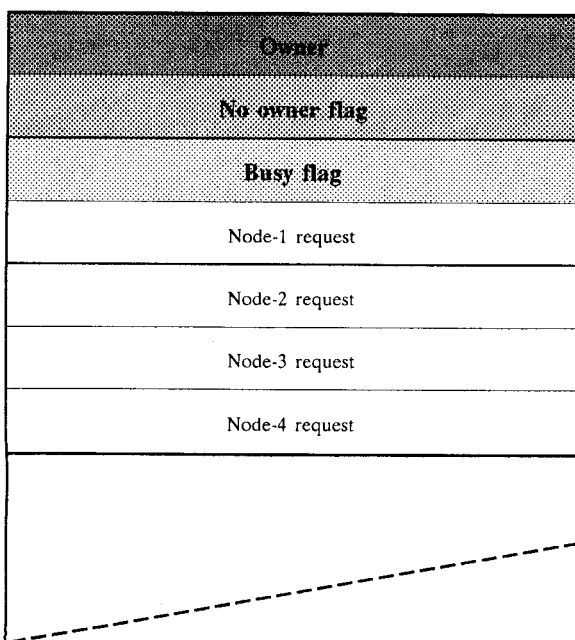 Owner
No owner flag
Busy flag
Node-1 request
Node-2 request
Node-3 request
Node-4 request